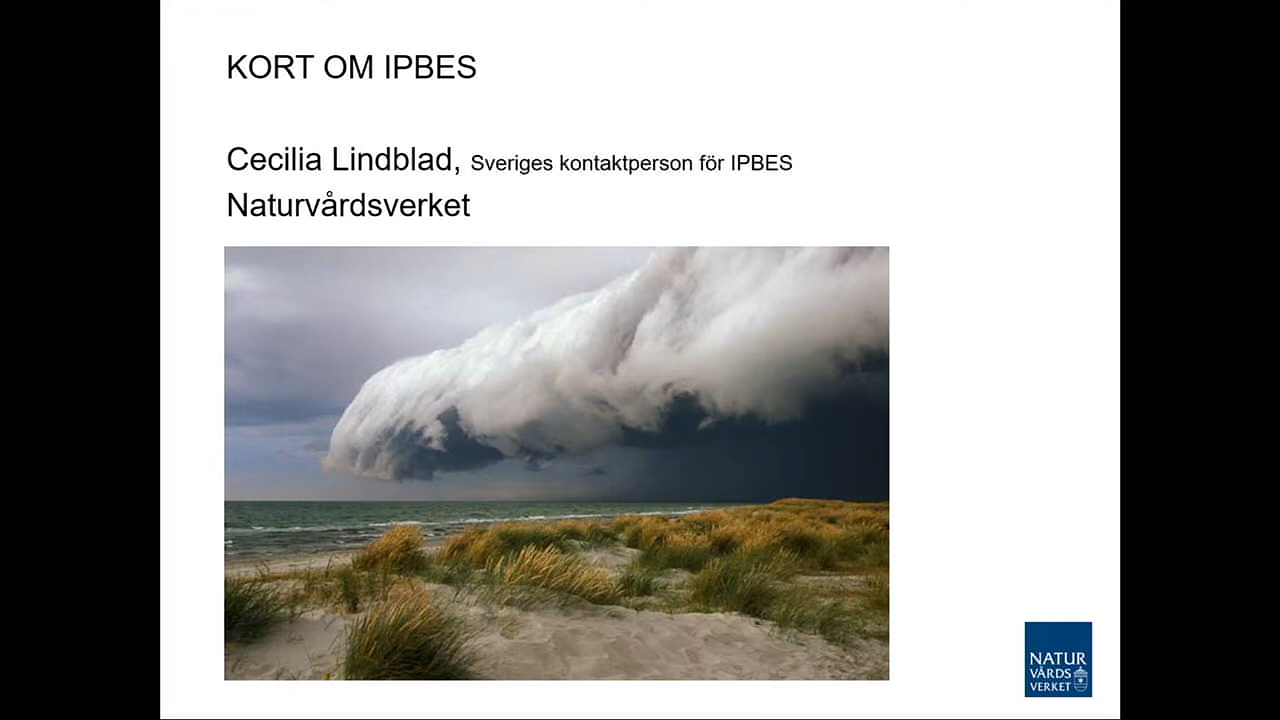 KORT OM IPBES
Cecilia Lindblad, Sveriges kontaktperson för IPBES
Naturvårdsverket
NATUR
VÅRDS
VERKET